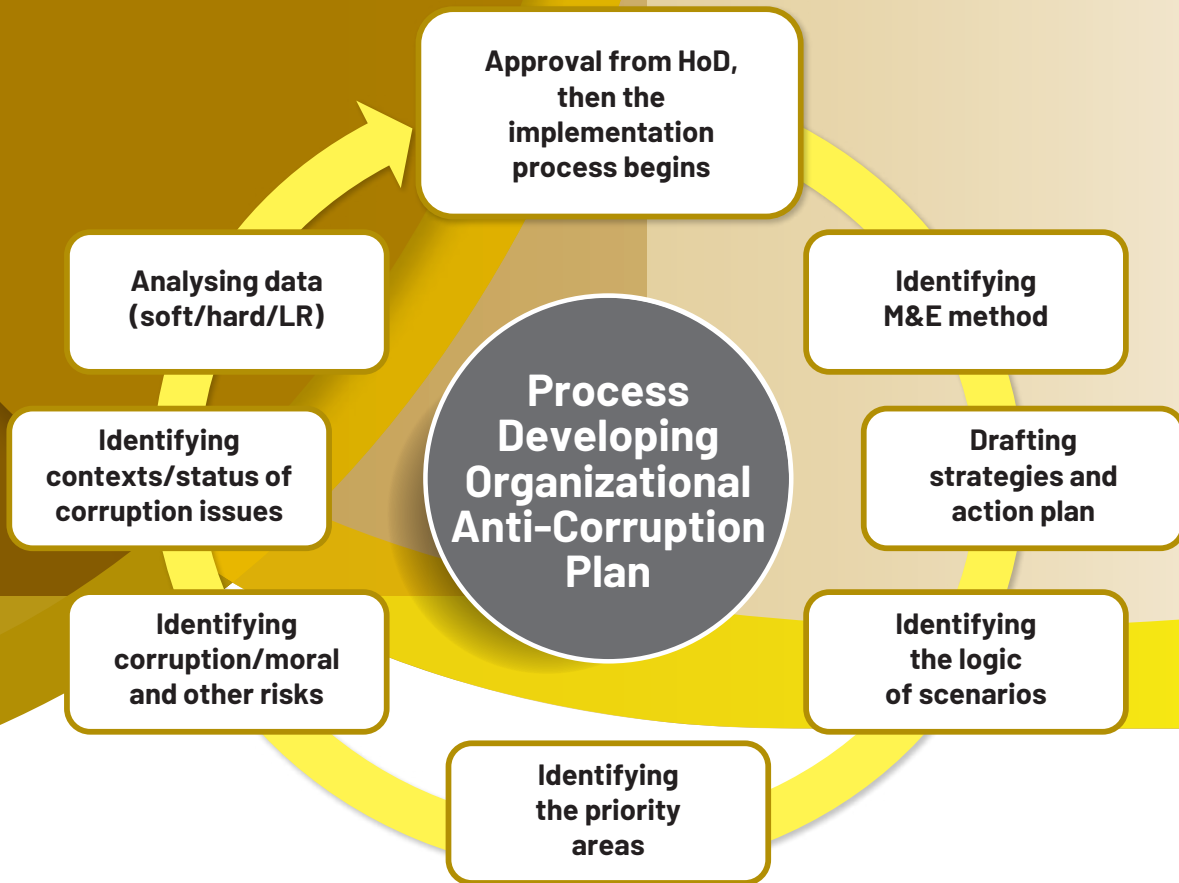 Approval from HoD,
then the
implementation
process begins
Analysing data
(soft/hard/LR)
Identifying
M&E method
Process
Developing
Organizational
Anti-Corruption
Plan
Identifying
contexts/status of
corruption issues
Drafting
strategies and
action plan
Identifying
corruption/moral
and other risks
Identifying
the logic
of scenarios
Identifying
the priority
areas